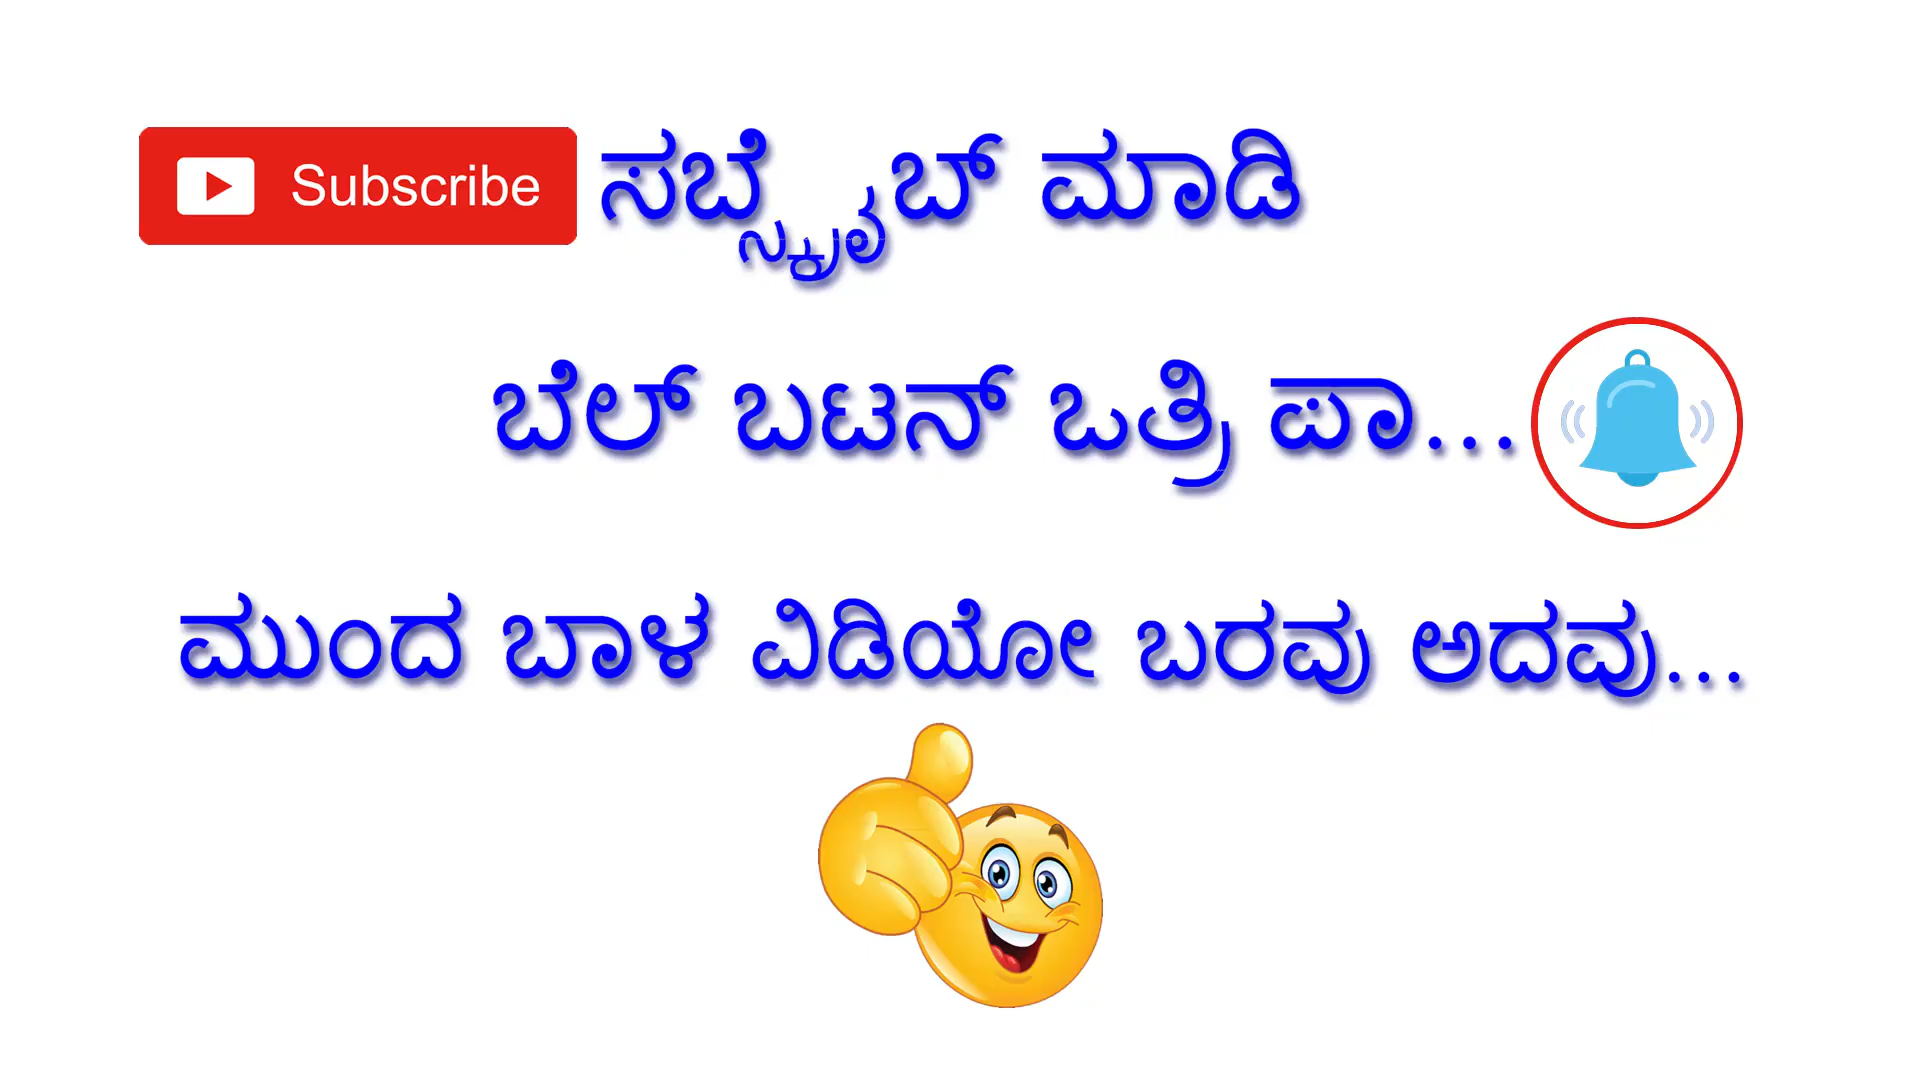 Subscribe ಸಬ್ಸ್ಕ್ರೈಬ್ ಮಾಡಿ
ಬೆಲ್ ಬಟನ್ ಒತ್ರಿ ಪಾ...
ಮುಂದ ಬಾಳ ವಿಡಿಯೋ ಬರವು ಅದವು...